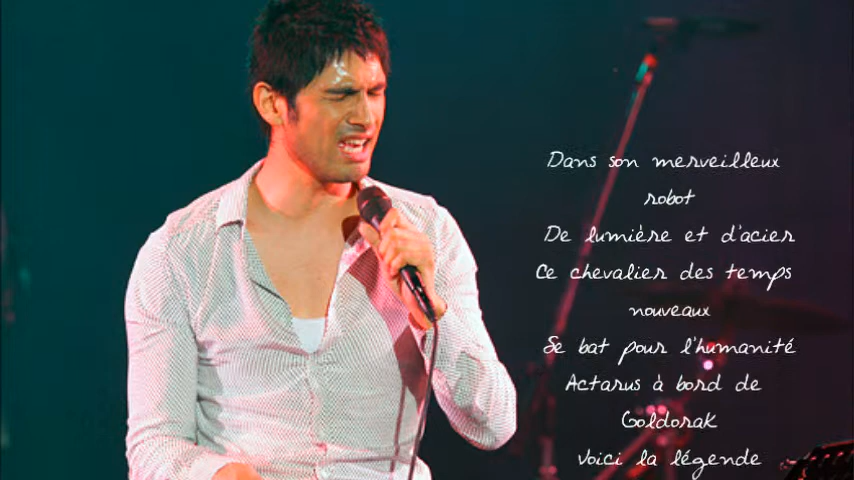 Dans son merveilleux
robot
De lumière et d'acier
Ce chevalier des temps
nouveaux
Se bat pour l'humanité
Actarus à bord de
Goldorak
Voici la légende